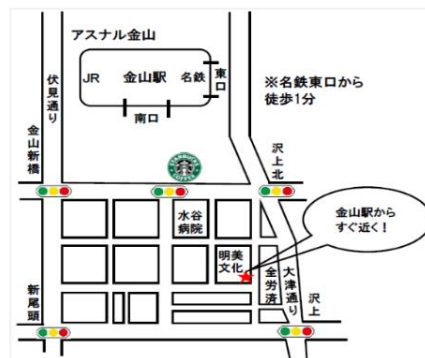 アスナル金山
伏見通り
JR
金山駅
名鉄
東口
南口
※名鉄東口から
徒歩1分
金山新橋
沢上北
水谷
病院
金山駅から
すぐ近く！
明美
文化
全労済
大津通り
沢上
新尾頭